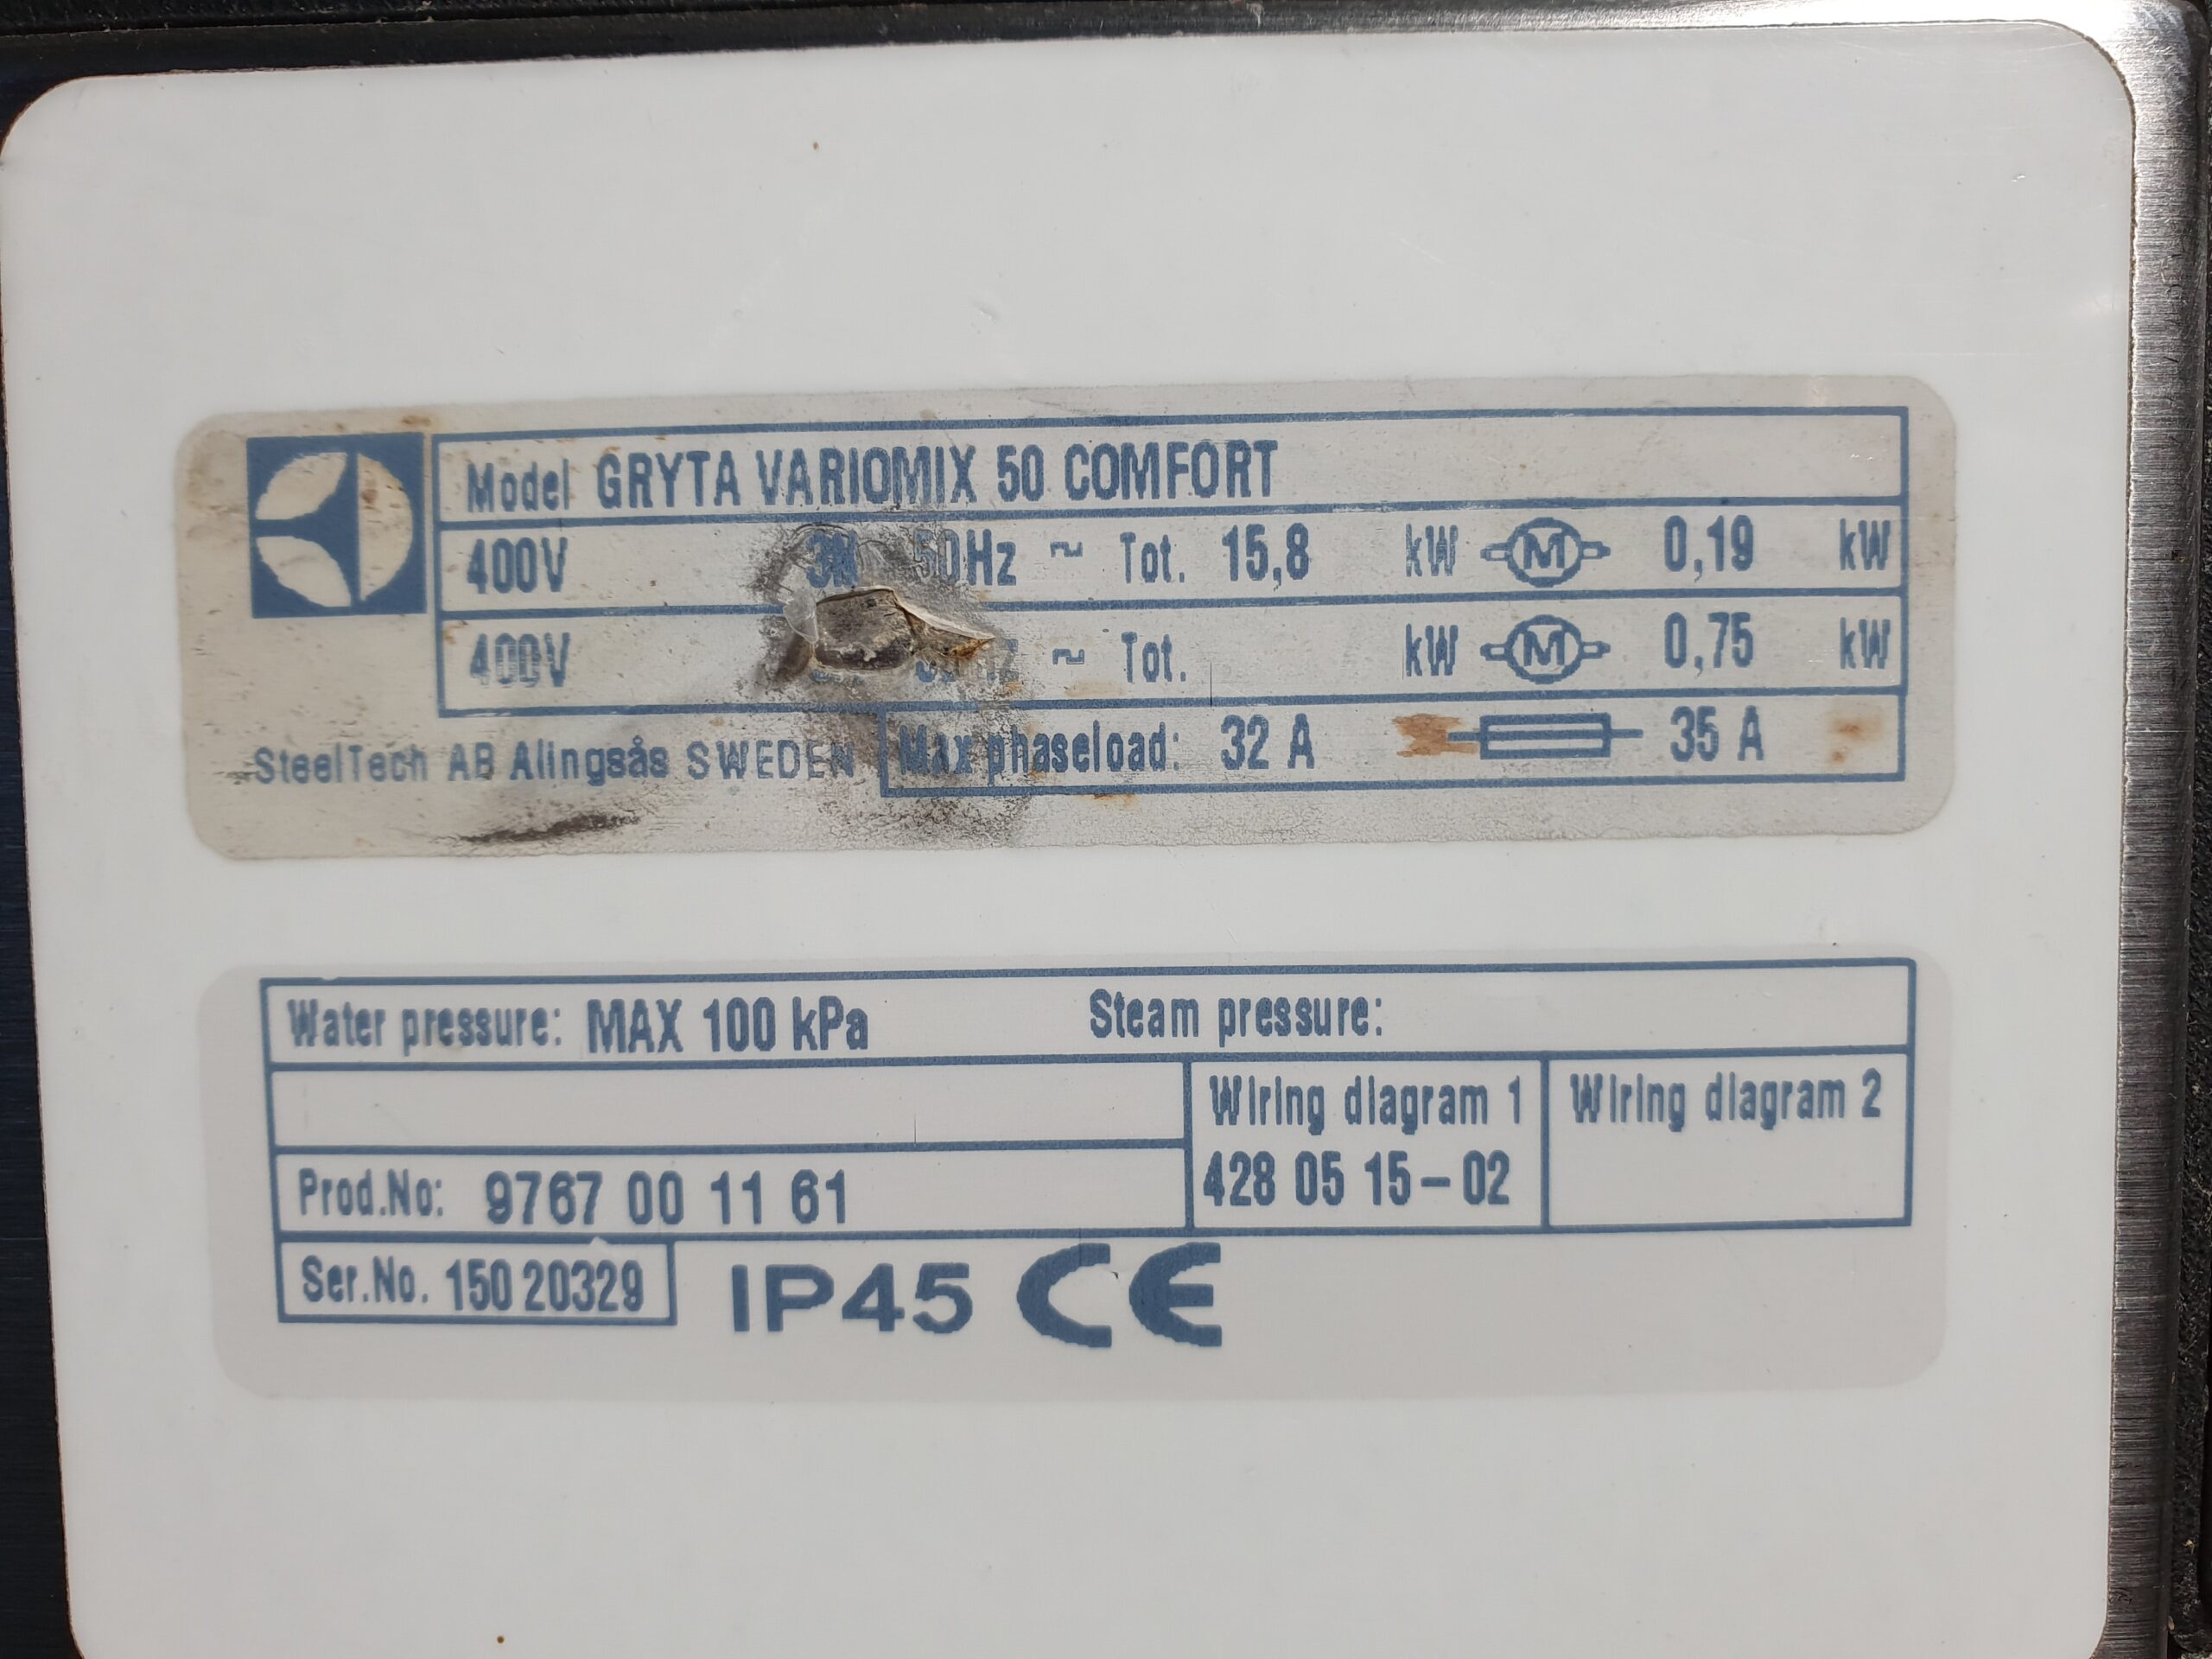 Model GRYTA VARIOMIX 50 COMFORT
400V 3N 50Hz ~ Tot. 15,8 kW M 0,19 kW
400V ~ Tot. kW M 0,75 kW
SteelTech AB Alingsås SWEDEN Max phaseload: 32 A 35 A
Water pressure: MAX 100 kPa Steam pressure:
Wiring diagram 1 Wiring diagram 2
Prod.No: 9767 00 11 61 428 05 15-02
Ser.No. 150 20329 IP45 CE